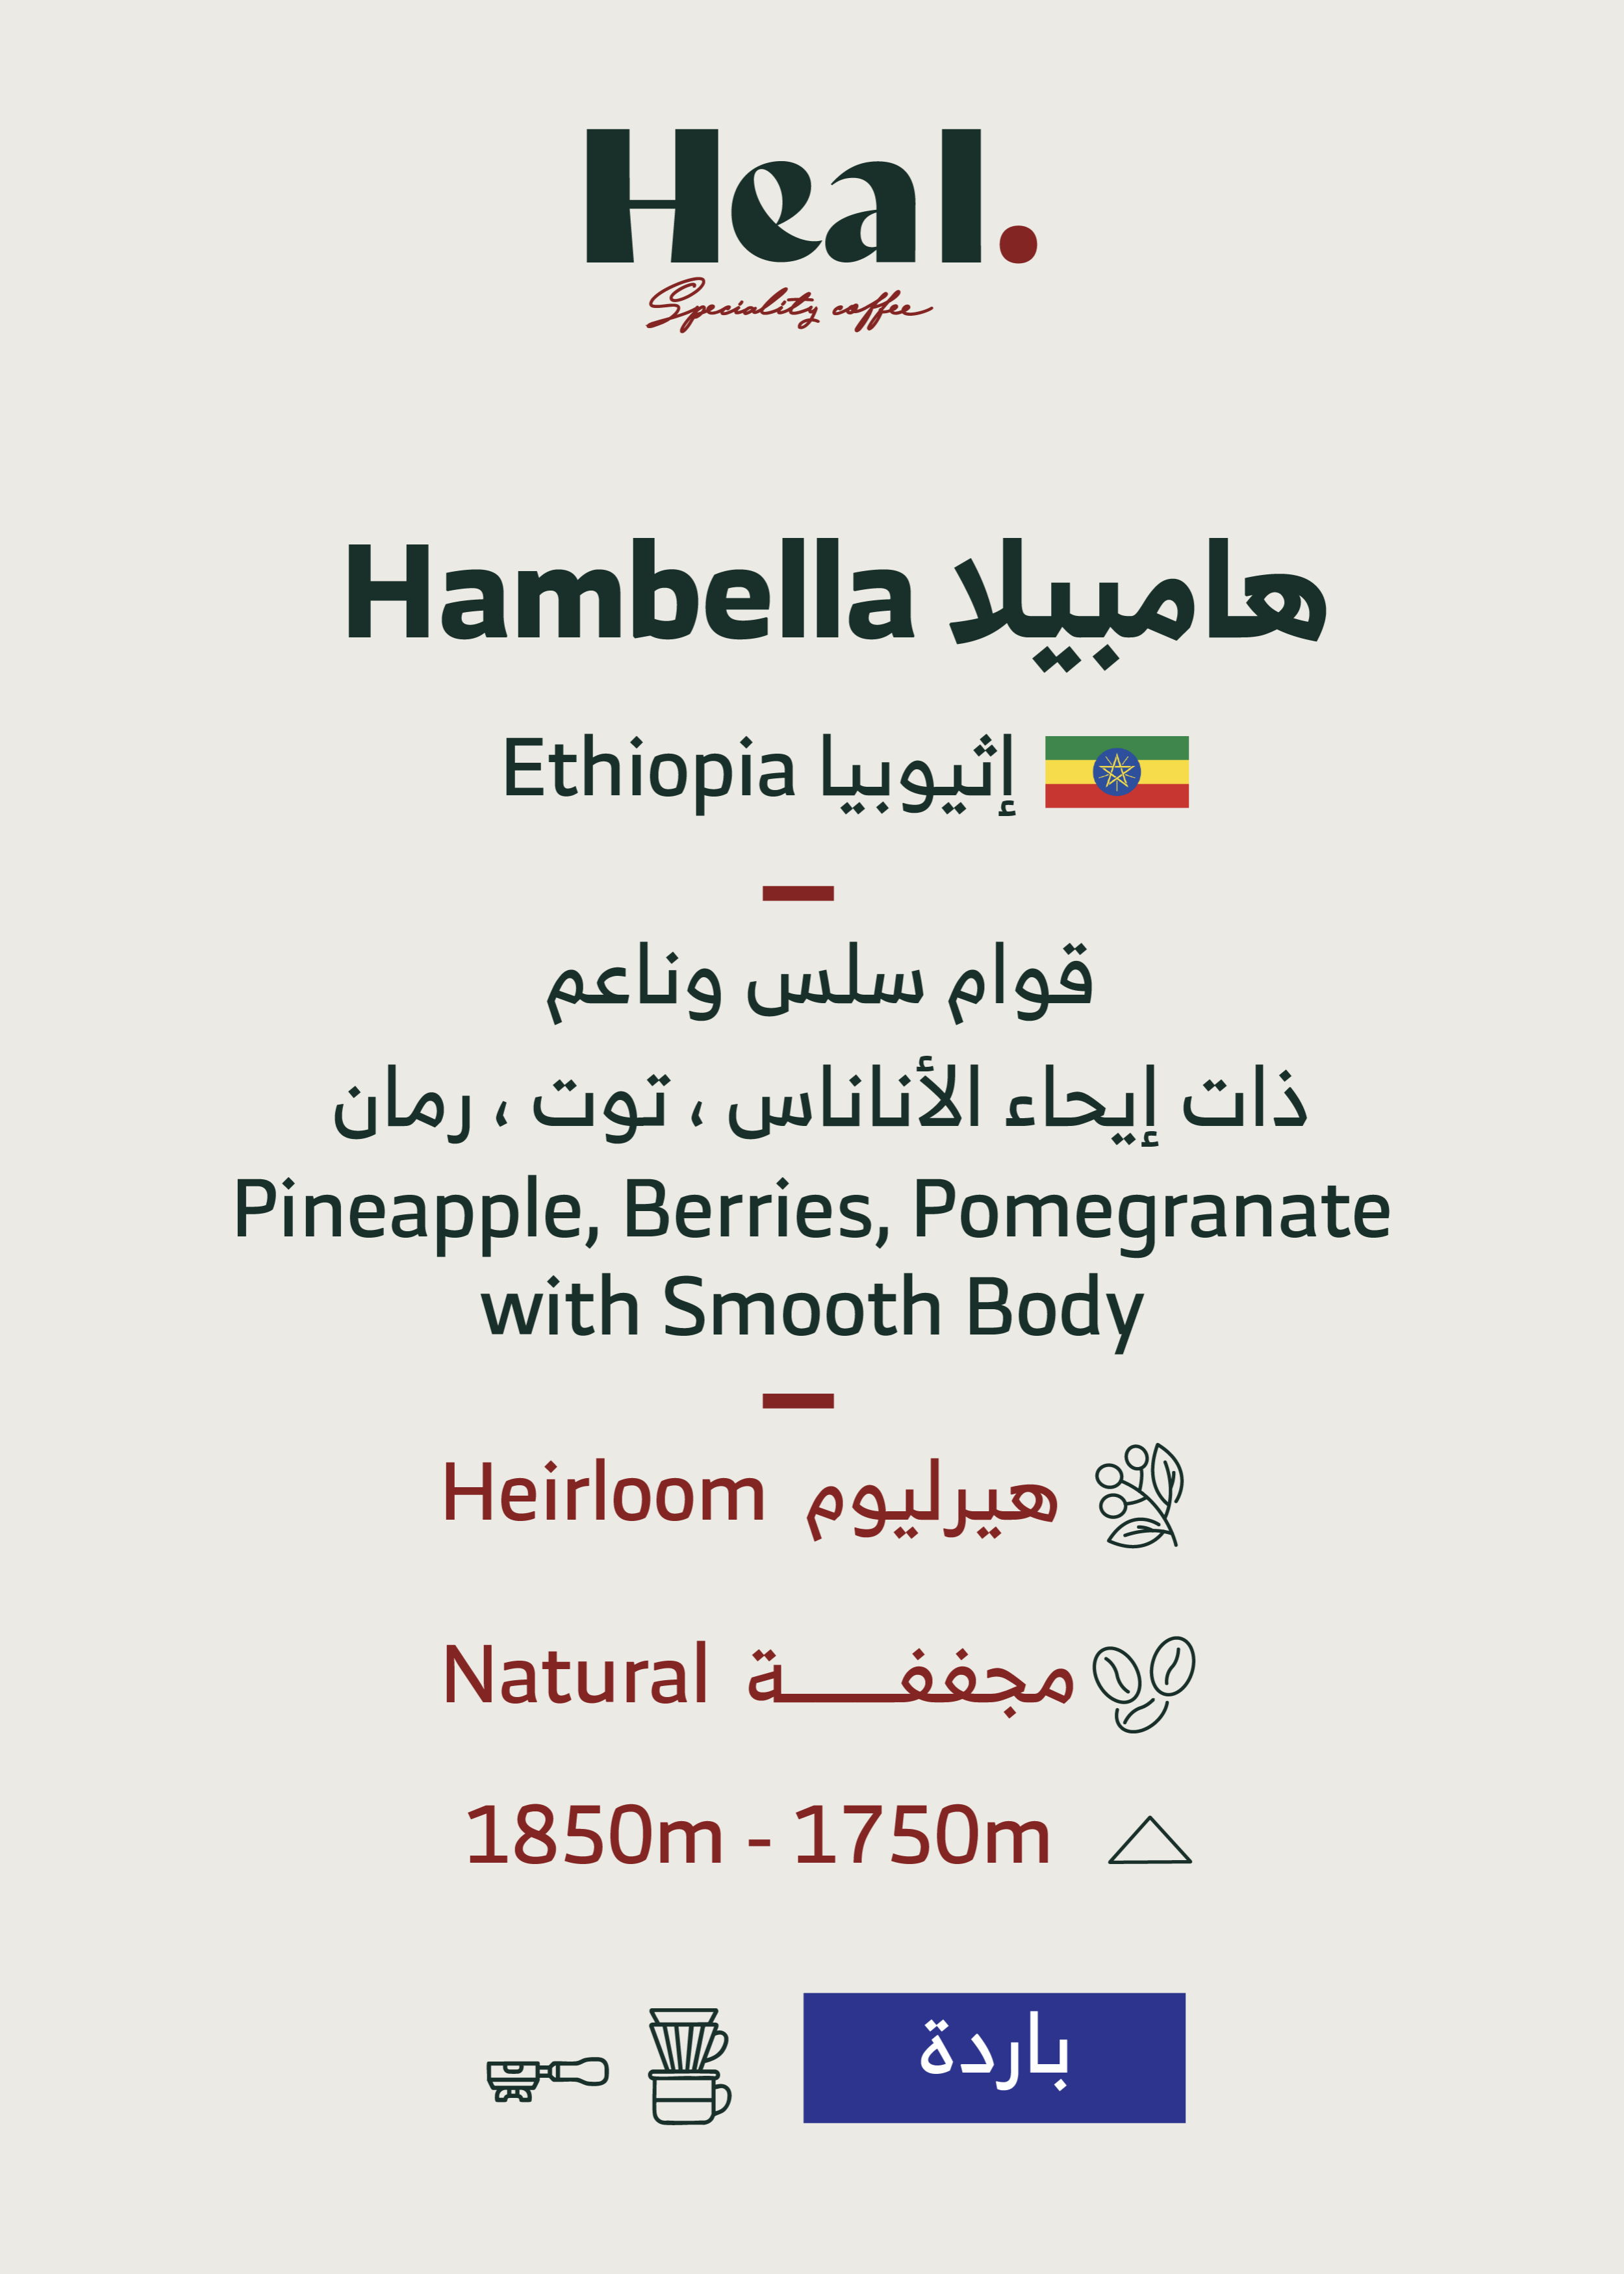 Heal.
Speciality coffee
هامبيلا Hambella
إثيوبيا Ethiopia
قوام سلس وناعم
ذات إيحاء الأناناس ، توت ، رمان
Pineapple, Berries, Pomegranate
with Smooth Body
هيرليوم Heirloom
مجففـــــة Natural
1850m - 1750m
باردة